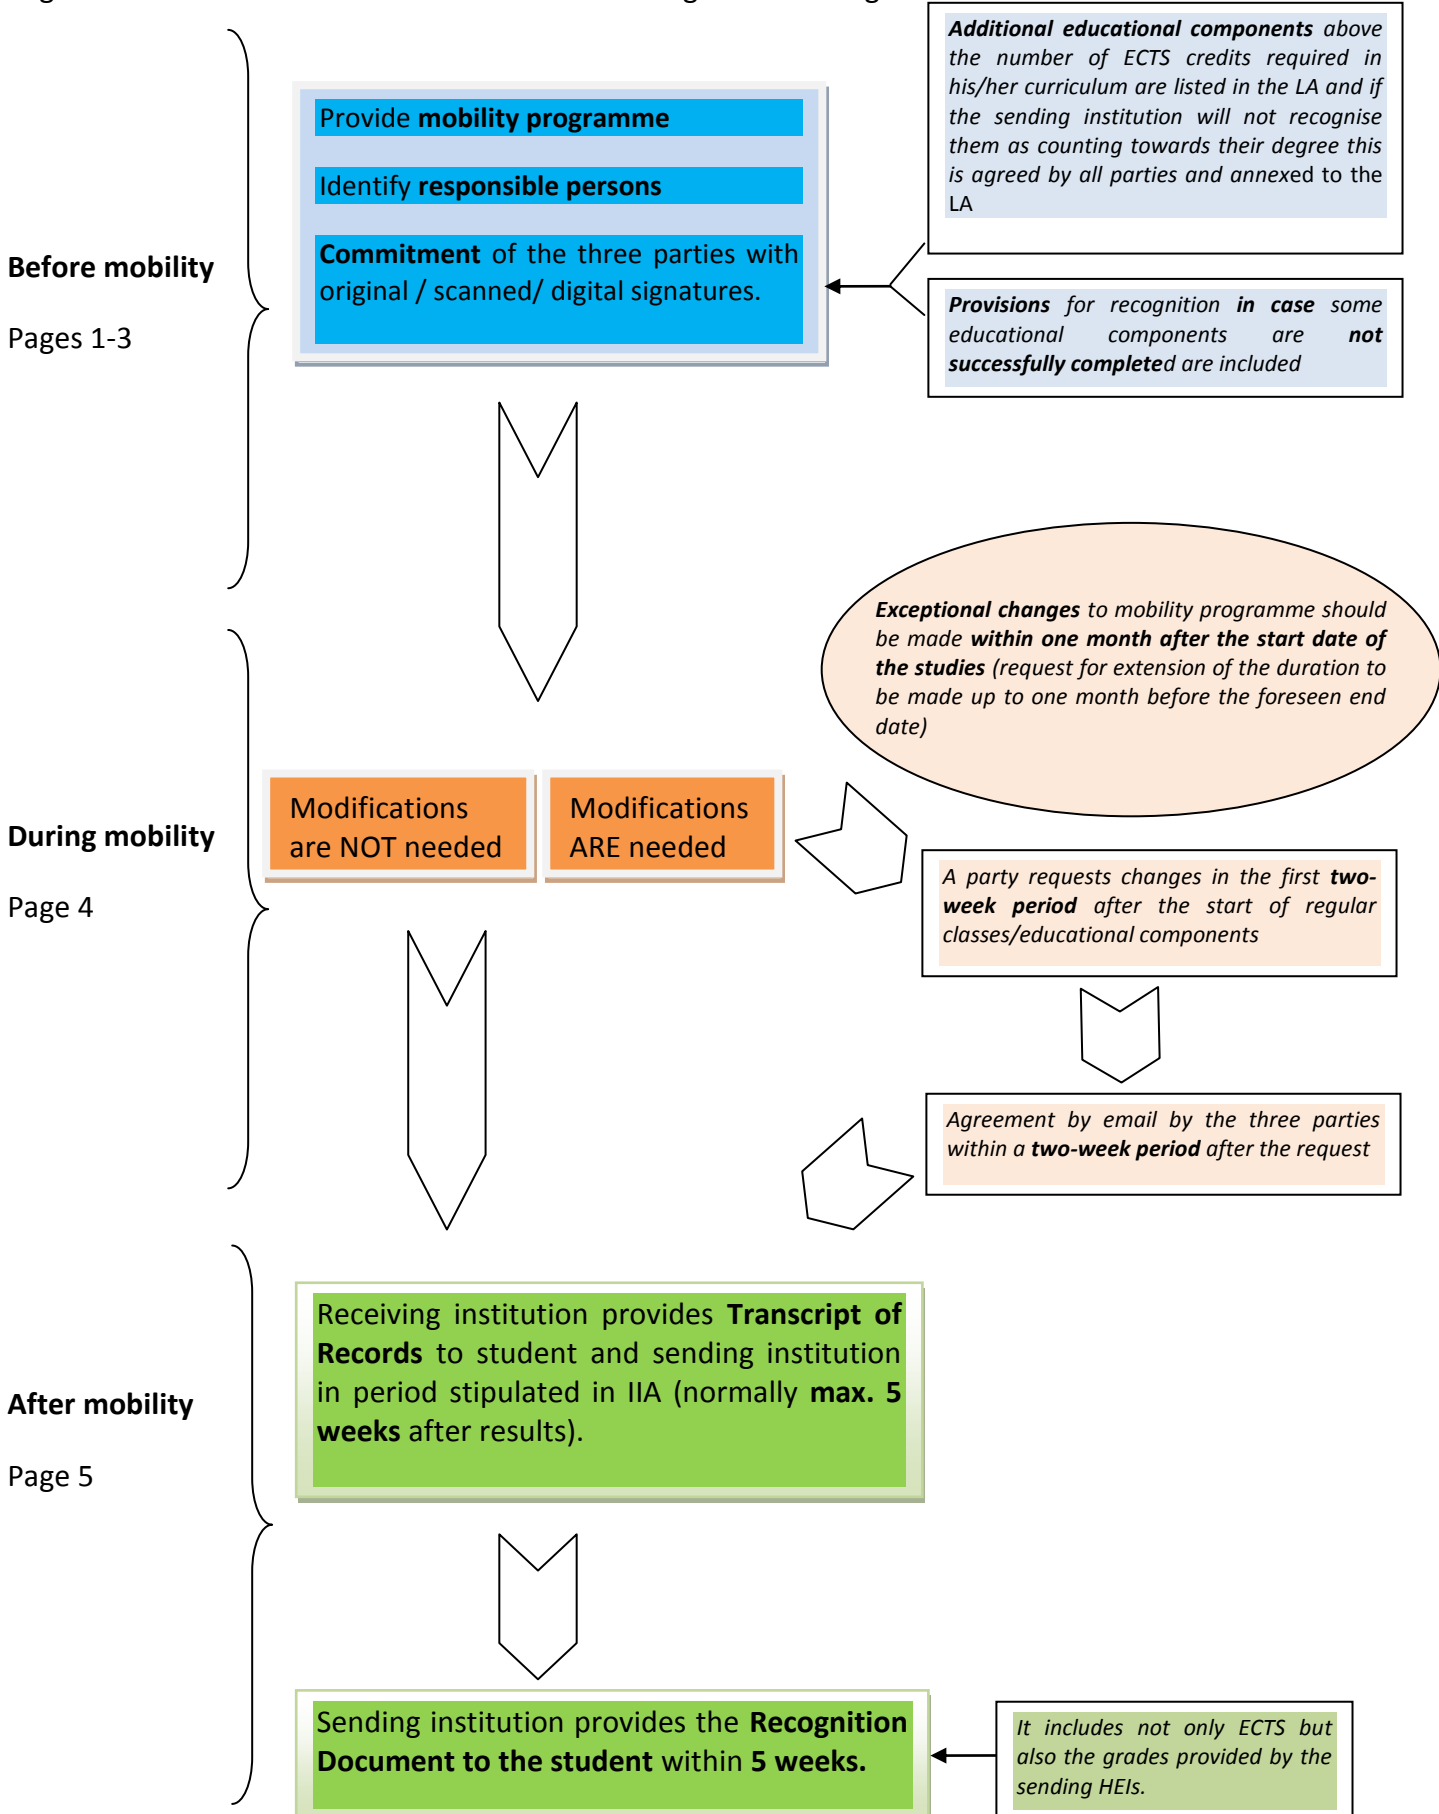 Additional educational components above
the number of ECTS credits required in
his/her curriculum are listed in the LA and if
the sending institution will not recognise
them as counting towards their degree this
is agreed by all parties and annexed to the
LA
Provide mobility programme
Identify responsible persons
Commitment of the three parties with
original / scanned/ digital signatures.
Before mobility
Pages 1-3
Provisions for recognition in case some
educational components are not
successfully completed are included
Exceptional changes to mobility programme should
be made within one month after the start date of
the studies (request for extension of the duration to
be made up to one month before the foreseen end
date)
During mobility
Page 4
Modifications
are NOT needed
Modifications
ARE needed
A party requests changes in the first two-
week period after the start of regular
classes/educational components
Agreement by email by the three parties
within a two-week period after the request
After mobility
Page 5
Receiving institution provides Transcript of
Records to student and sending institution
in period stipulated in IIA (normally max. 5
weeks after results).
Sending institution provides the Recognition
Document to the student within 5 weeks.
It includes not only ECTS but
also the grades provided by the
sending HEIs.